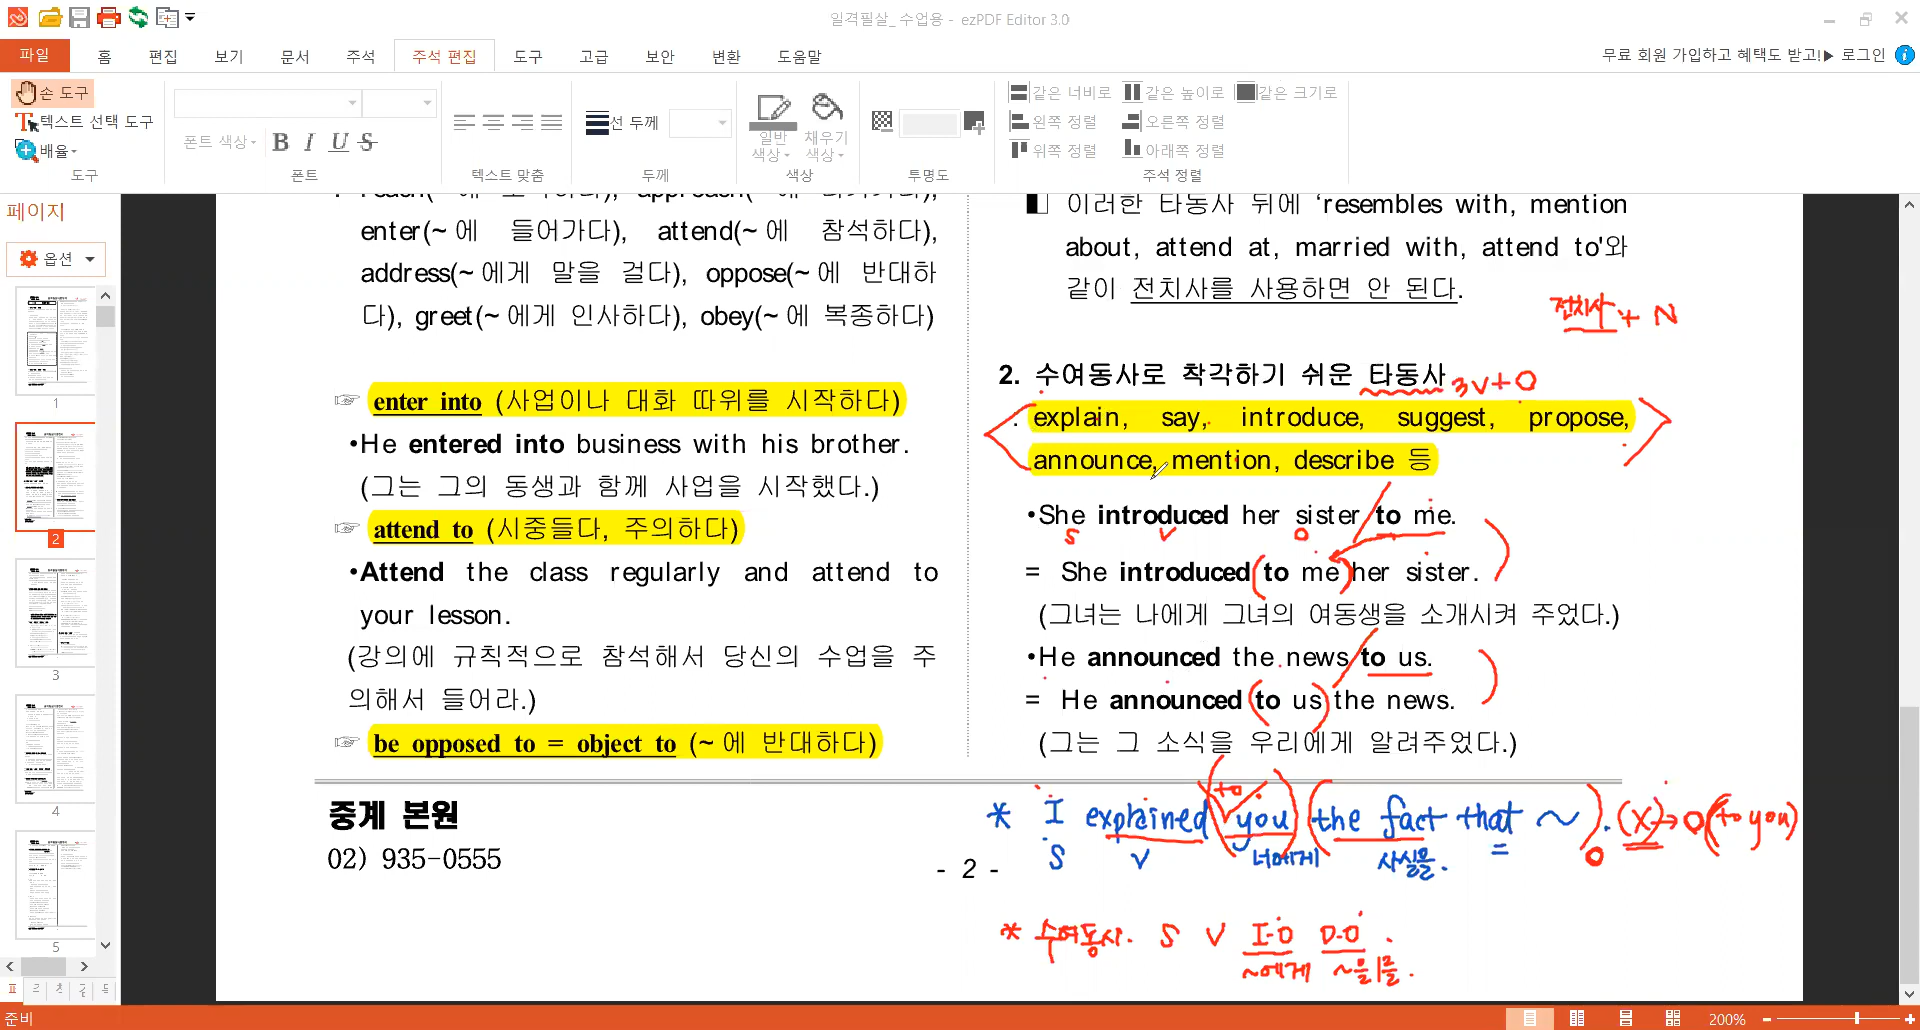 일격필살_ 수업용 - ezPDF Editor 3.0
파일 홈 편집 보기 문서 주석 주석 편집 도구 고급 보안 변환 도움말
무료 회원 가입하고 혜택도 받고!▶ 로그인
손 도구
텍스트 선택 도구
배율
도구
폰트 색상
B I U S
폰트
텍스트 맞춤
선 두께
두께
일반 색상
채우기 색상
색상
투명도
같은 너비로 같은 높이로 같은 크기로
왼쪽 정렬 오른쪽 정렬
위쪽 정렬 아래쪽 정렬
주석 정렬
페이지
옵션
1
2
3
4
5
enter(~에 들어가다), attend(~에 참석하다),
address(~에게 말을 걸다), oppose(~에 반대하
다), greet(~에게 인사하다), obey(~에 복종하다)
☞ enter into (사업이나 대화 따위를 시작하다)
•He entered into business with his brother.
(그는 그의 동생과 함께 사업을 시작했다.)
☞ attend to (시중들다, 주의하다)
•Attend the class regularly and attend to
your lesson.
(강의에 규칙적으로 참석해서 당신의 수업을 주
의해서 들어라.)
☞ be opposed to = object to (~에 반대하다)
중계 본원
02) 935-0555
이러한 타동사 뒤에 ‘resembles with, mention
about, attend at, married with, attend to'와
같이 전치사를 사용하면 안 된다.
전치사 + N
2. 수여동사로 착각하기 쉬운 타동사 3V+O
. explain, say, introduce, suggest, propose,
announce, mention, describe 등
•She introduced her sister to me.
S V O
= She introduced (to me) her sister.
(그녀는 나에게 그녀의 여동생을 소개시켜 주었다.)
•He announced the news to us.
= He announced (to us) the news.
(그는 그 소식을 우리에게 알려주었다.)
* I explained (to you) (the fact that ~). (X)→ O (to you)
S V 너에게 사실을. O
- 2 -
* 수여동사. S V I.O D.O.
~에게 ~을/를.
준비
200%